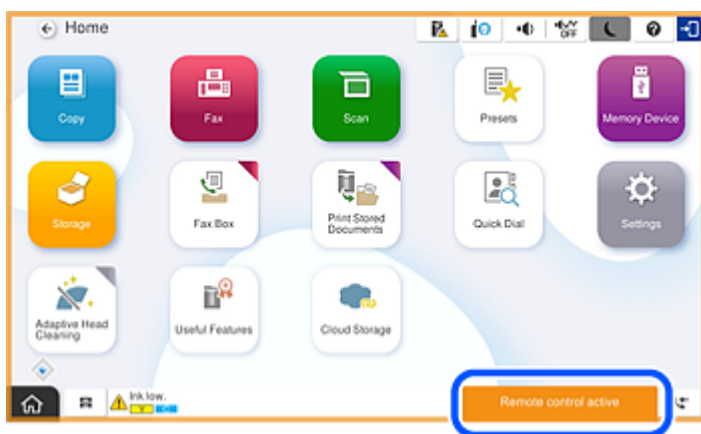 Home
OFF
Copy
Fax
Scan
Presets
Memory Device
Storage
Fax Box
Print Stored
Documents
Quick Dial
Settings
Adaptive Head
Cleaning
Useful Features
Cloud Storage
Ink low.
Y
Remote control active